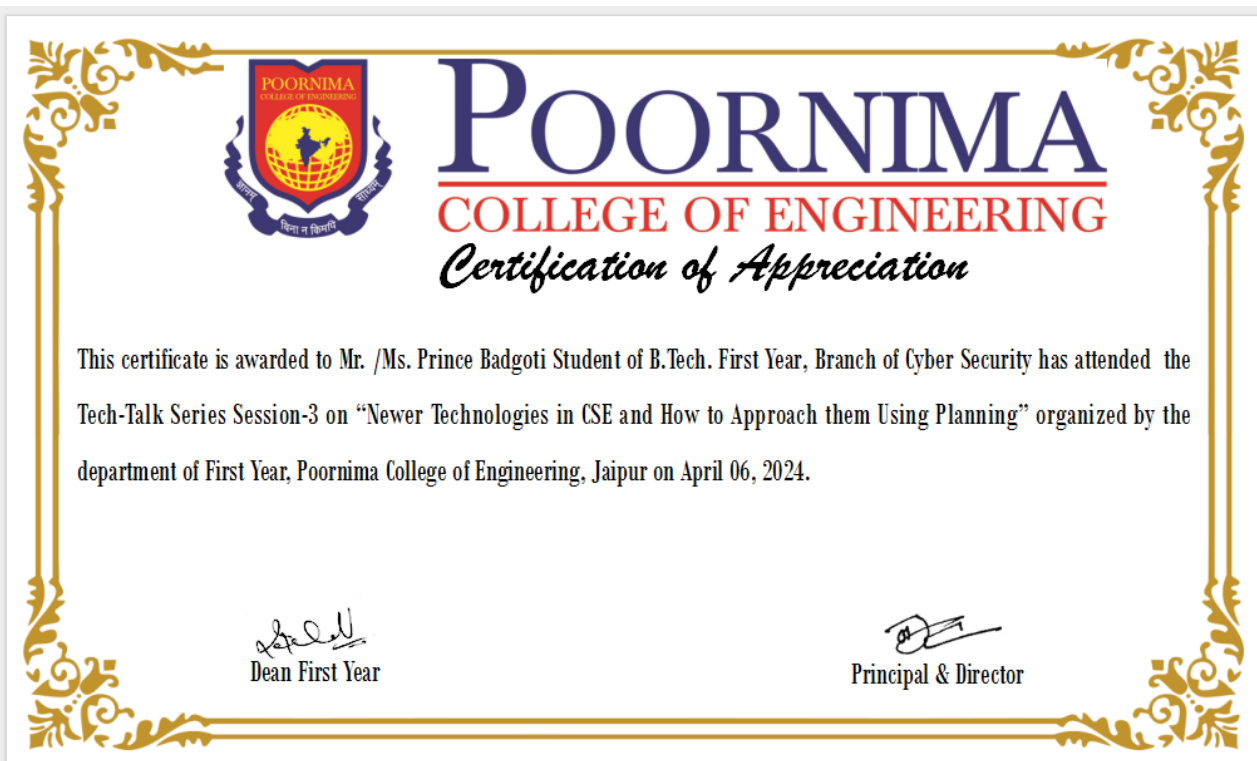 POORNIMA
COLLEGE OF ENGINEERING
ज्ञानम्
विना न किमपि
साध्यम्
POORNIMA
COLLEGE OF ENGINEERING
Certification of Appreciation
This certificate is awarded to Mr. /Ms. Prince Badgoti Student of B.Tech. First Year, Branch of Cyber Security has attended the
Tech-Talk Series Session-3 on “Newer Technologies in CSE and How to Approach them Using Planning” organized by the
department of First Year, Poornima College of Engineering, Jaipur on April 06, 2024.
Dean First Year
Principal & Director